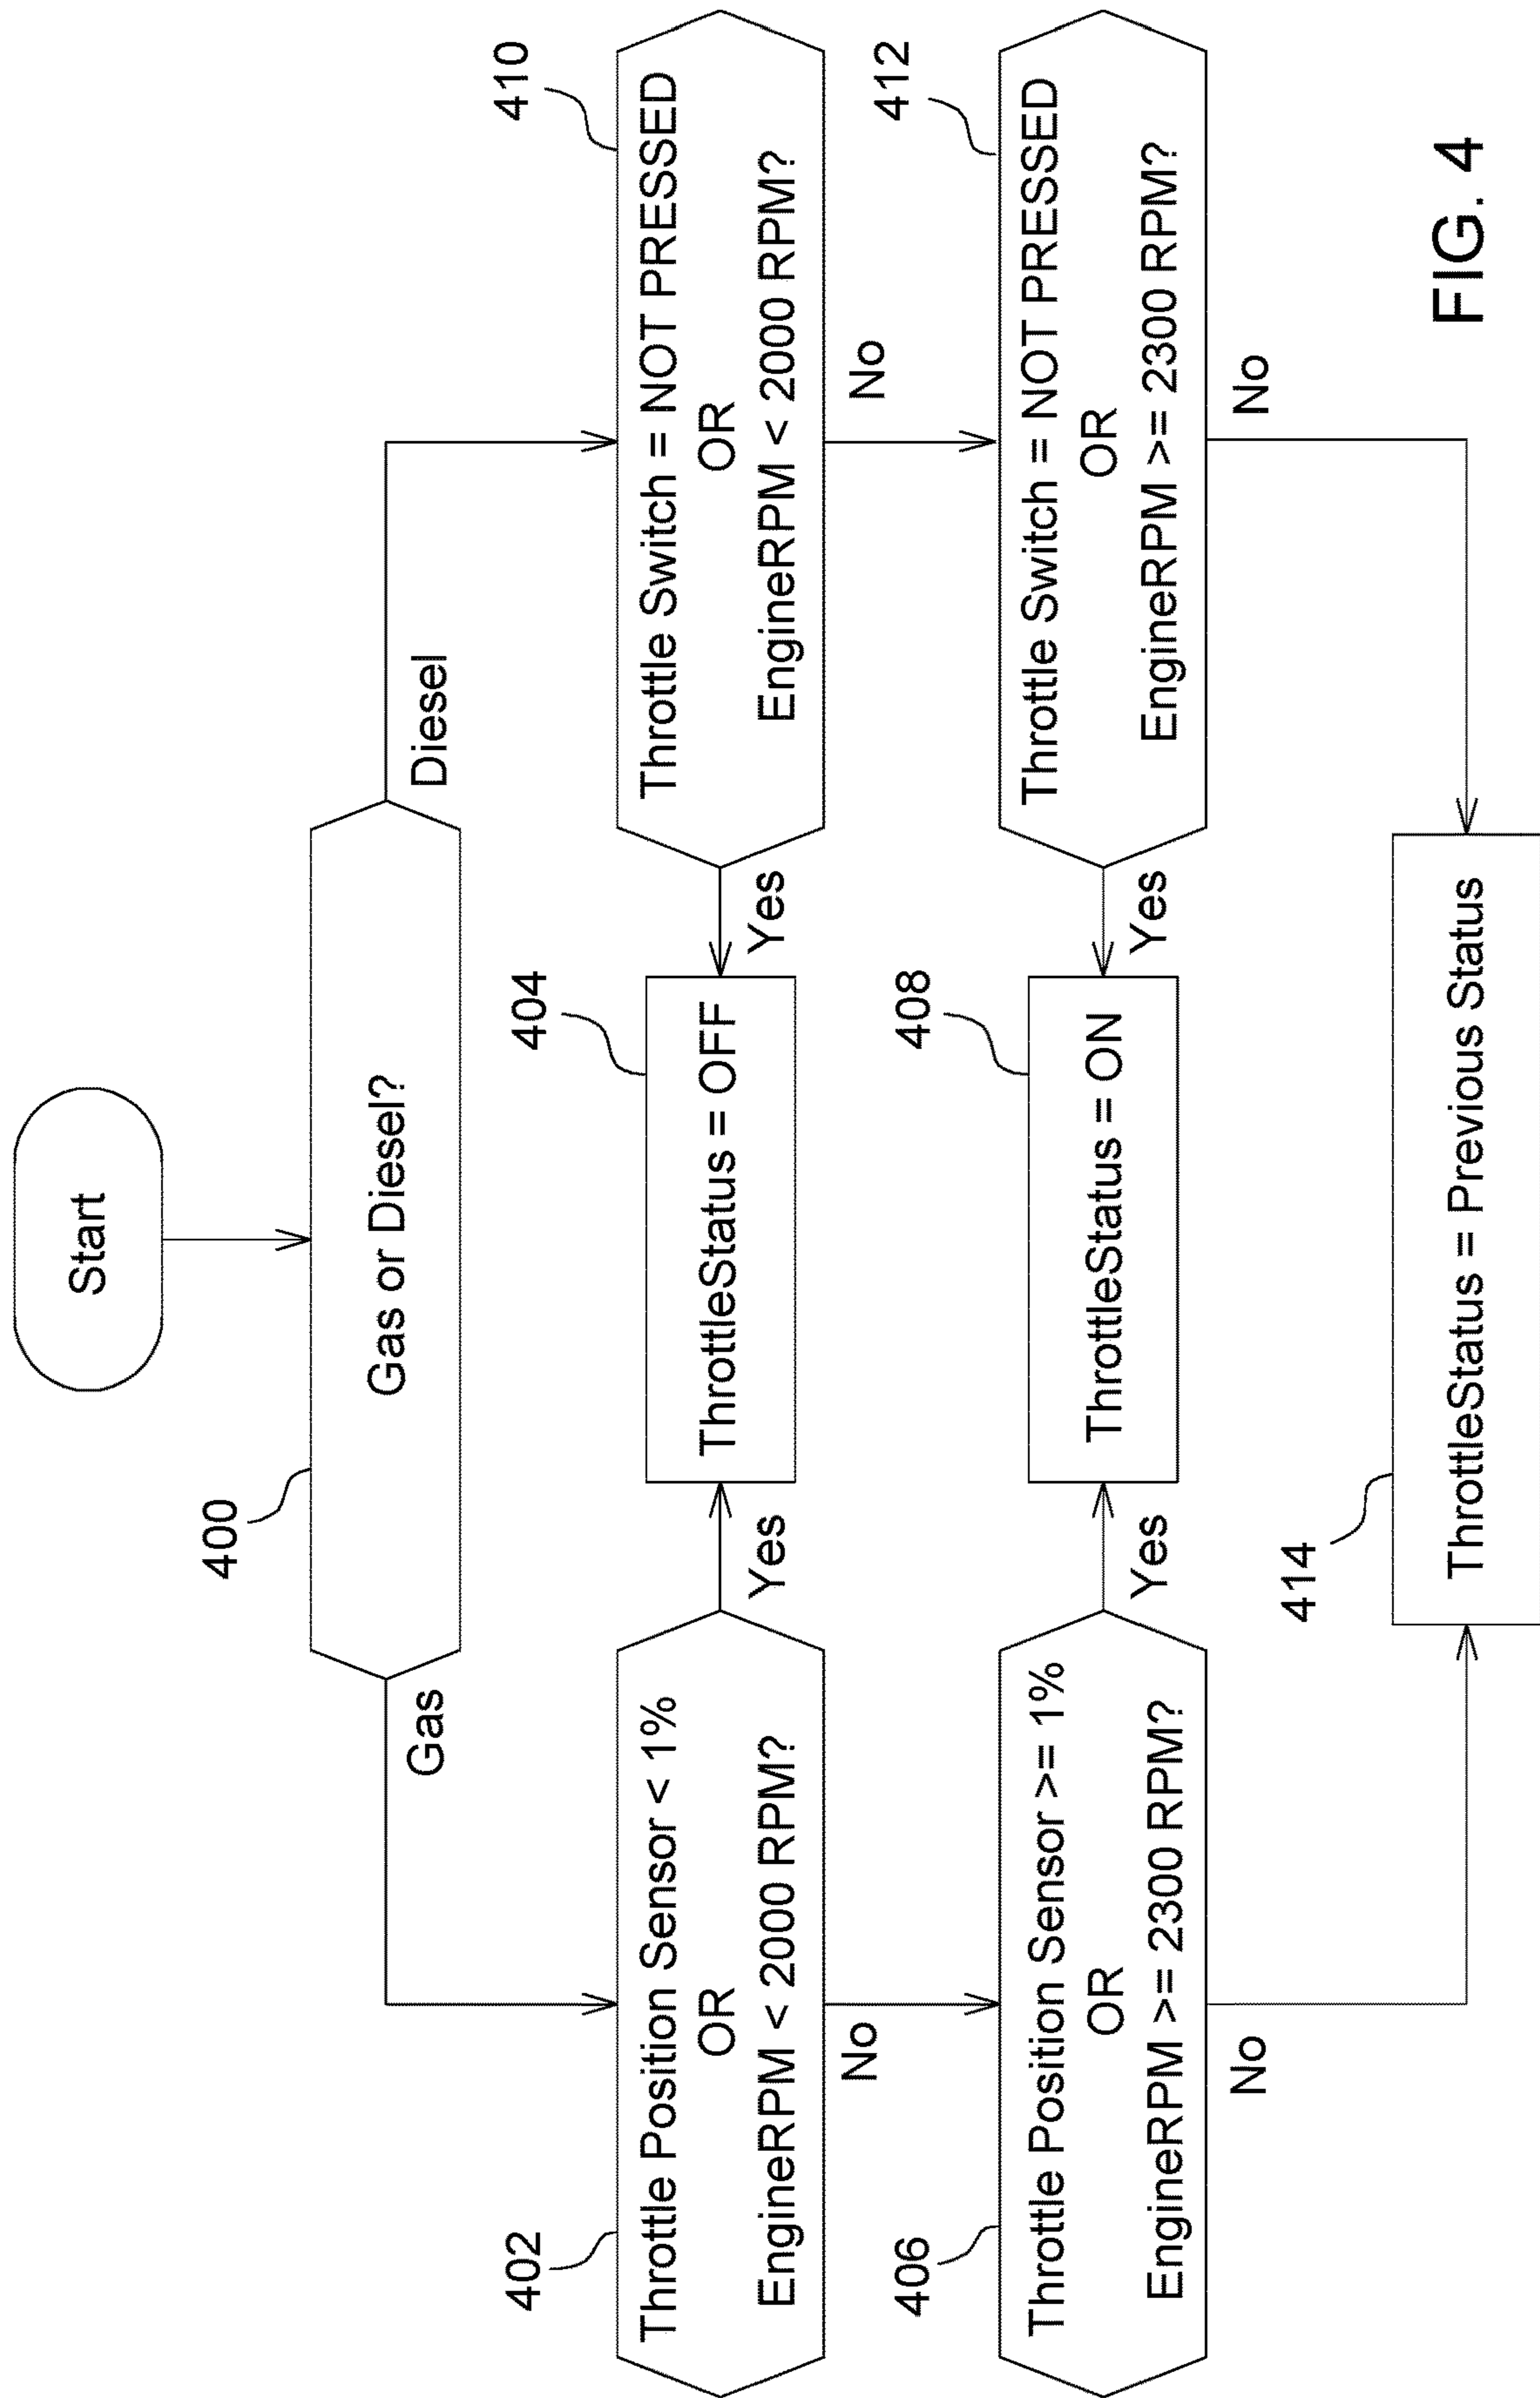 Start
400
Gas or Diesel?
Gas
Diesel
402
Throttle Position Sensor < 1%
OR
EngineRPM < 2000 RPM?
Yes
No
404
ThrottleStatus = OFF
410
Throttle Switch = NOT PRESSED
OR
EngineRPM < 2000 RPM?
Yes
No
406
Throttle Position Sensor >= 1%
OR
EngineRPM >= 2300 RPM?
Yes
No
408
ThrottleStatus = ON
412
Throttle Switch = NOT PRESSED
OR
EngineRPM >= 2300 RPM?
Yes
No
414
ThrottleStatus = Previous Status
FIG. 4